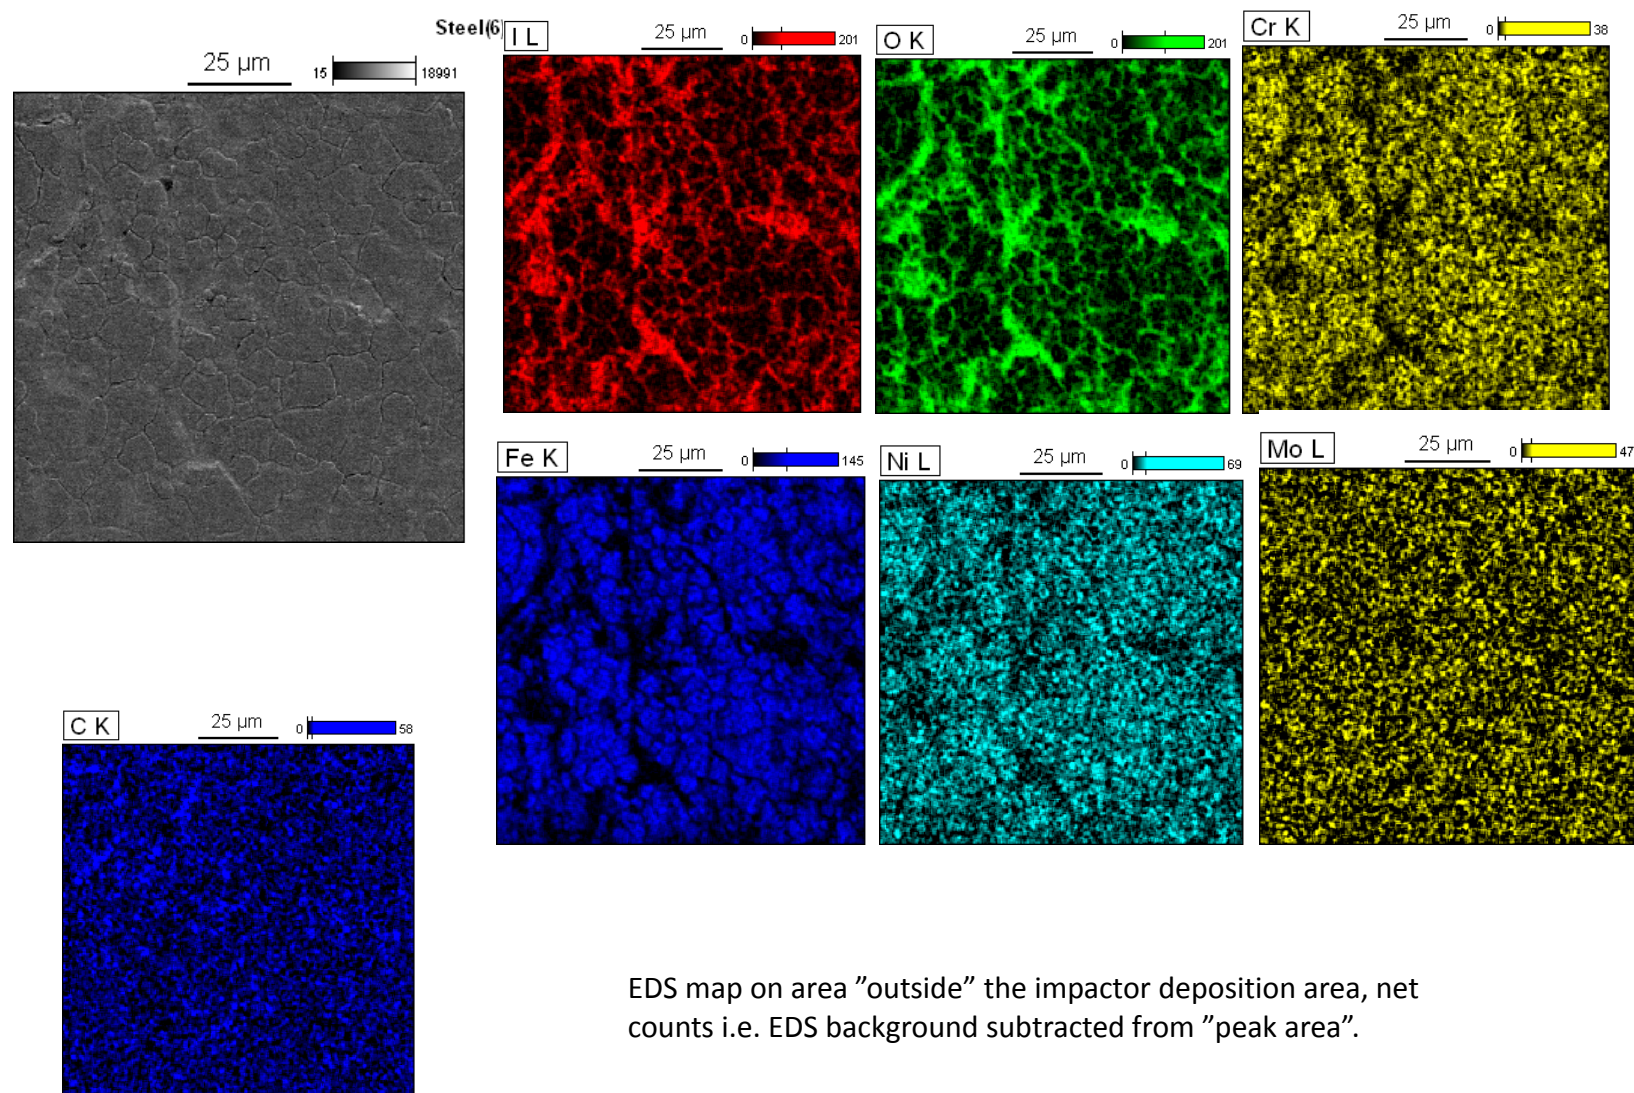 Steel(6)
25 µm
15
18991
I L
25 µm
0
201
O K
25 µm
0
201
Cr K
25 µm
0
38
Fe K
25 µm
0
145
Ni L
25 µm
0
69
Mo L
25 µm
0
47
C K
25 µm
0
58
EDS map on area ”outside” the impactor deposition area, net
counts i.e. EDS background subtracted from ”peak area”.